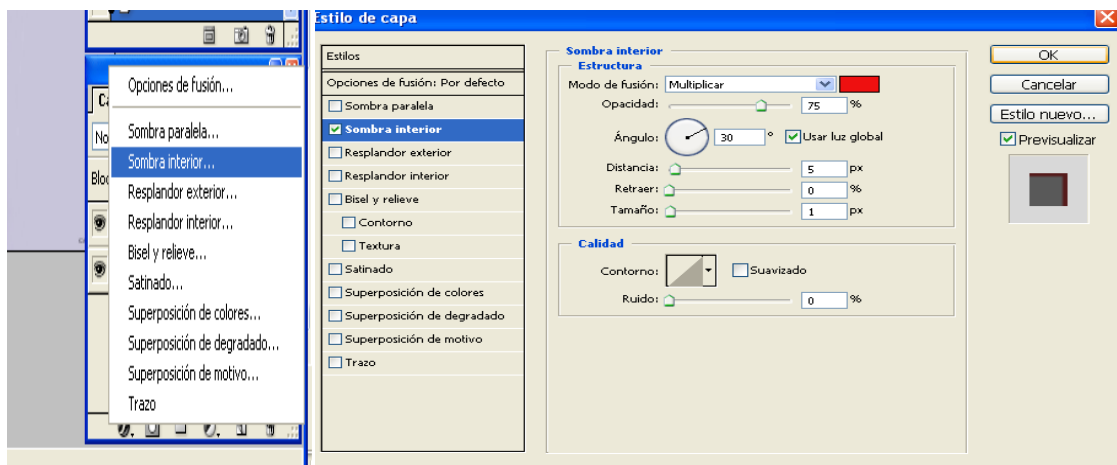 Opciones de fusión...
Sombra paralela...
Sombra interior...
Resplandor exterior...
Resplandor interior...
Bisel y relieve...
Satinado...
Superposición de colores...
Superposición de degradado...
Superposición de motivo...
Trazo
Ca
No
Bloq
Estilo de capa
Estilos
Opciones de fusión: Por defecto
Sombra paralela
Sombra interior
Resplandor exterior
Resplandor interior
Bisel y relieve
Contorno
Textura
Satinado
Superposición de colores
Superposición de degradado
Superposición de motivo
Trazo
Sombra interior
Estructura
Modo de fusión: Multiplicar
Opacidad: 75 %
Ángulo: 30 ° Usar luz global
Distancia: 5 px
Retraer: 0 %
Tamaño: 1 px
Calidad
Contorno: Suavizado
Ruido: 0 %
OK
Cancelar
Estilo nuevo...
Previsualizar